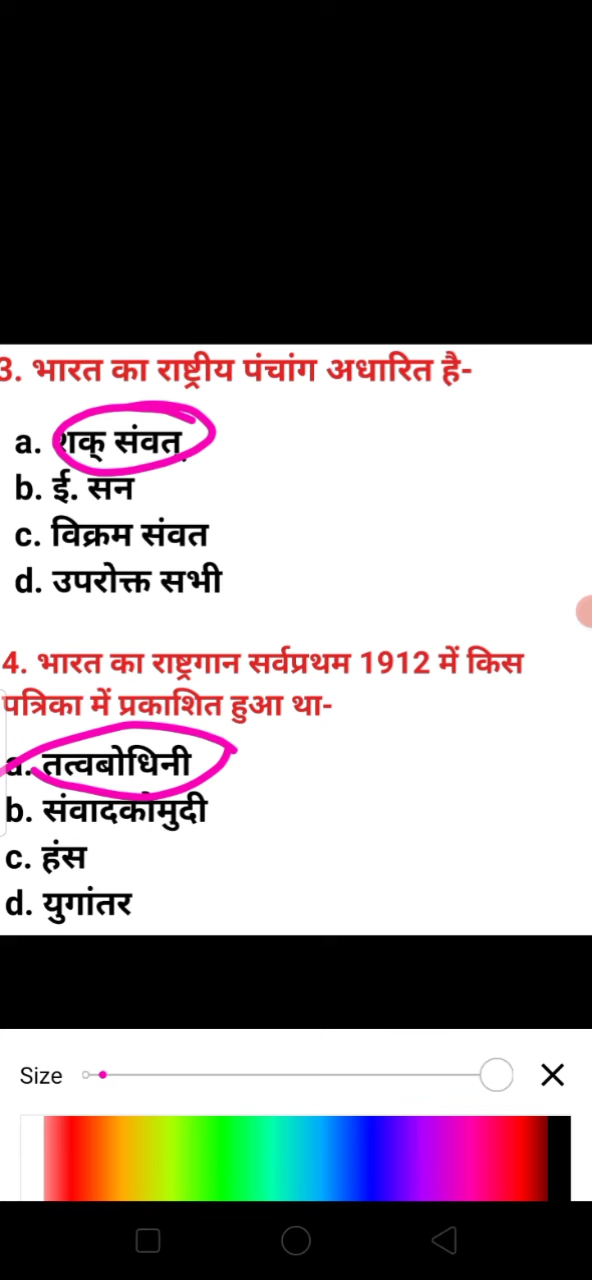 3. भारत का राष्ट्रीय पंचांग अधारित है-
a. शक् संवत्
b. ई. सन
c. विक्रम संवत
d. उपरोक्त सभी
4. भारत का राष्ट्रगान सर्वप्रथम 1912 में किस
पत्रिका में प्रकाशित हुआ था-
a. तत्वबोधिनी
b. संवादकौमुदी
c. हंस
d. युगांतर
Size